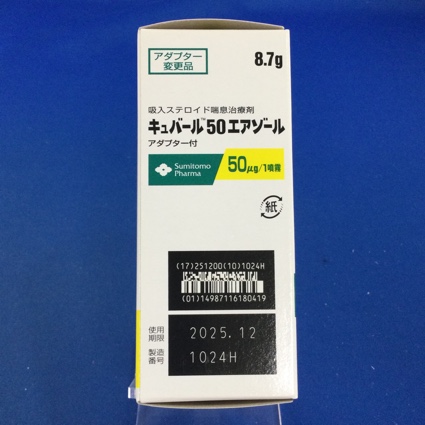 アダプター
変更品
8.7g
吸入ステロイド喘息治療剤
キュバール™50エアゾール
アダプター付
Sumitomo
Pharma
50μg/1噴霧
紙
(17)251200(10)1024H
(01)14987116180419
使用
期限
2025.12
製造
番号
1024H